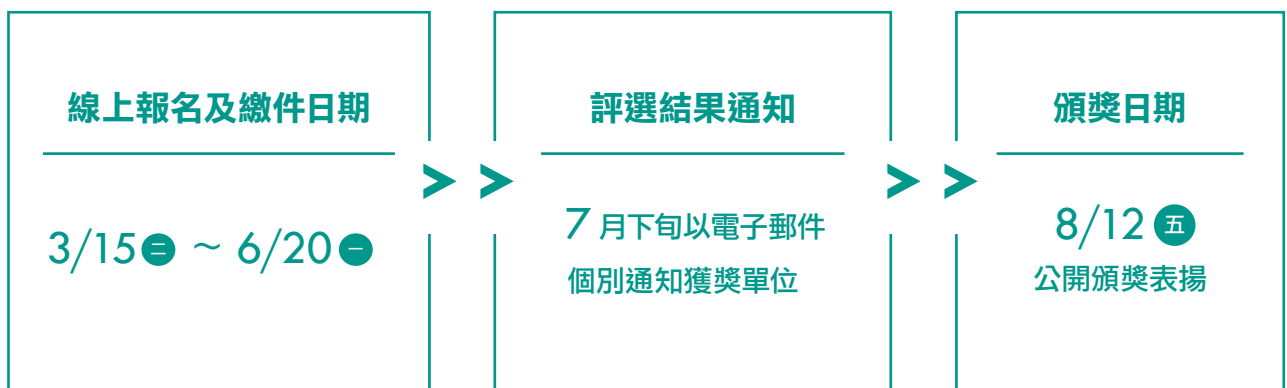 線上報名及繳件日期
3/15 二 ~ 6/20 一
評選結果通知
7 月下旬以電子郵件
個別通知獲獎單位
頒獎日期
8/12 五
公開頒獎表揚